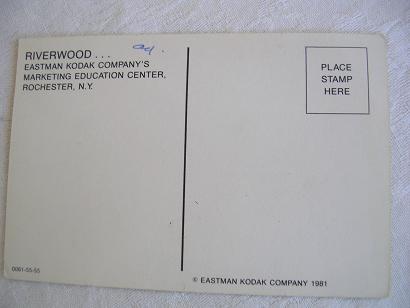 RIVERWOOD . . .
EASTMAN KODAK COMPANY'S
MARKETING EDUCATION CENTER,
ROCHESTER, N.Y.
PLACE
STAMP
HERE
0061-55-55
© EASTMAN KODAK COMPANY 1981